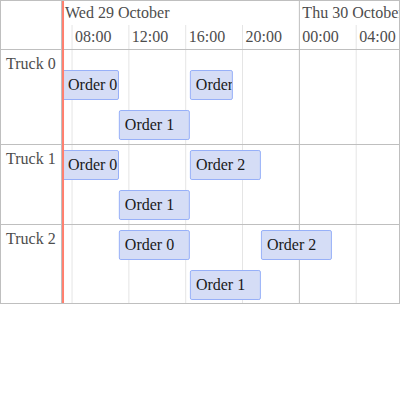 Wed 29 October
Thu 30 Octobe
08:00 12:00 16:00 20:00 00:00 04:00
Truck 0
Order 0
Order
Order 1
Truck 1
Order 0
Order 2
Order 1
Truck 2
Order 0
Order 2
Order 1